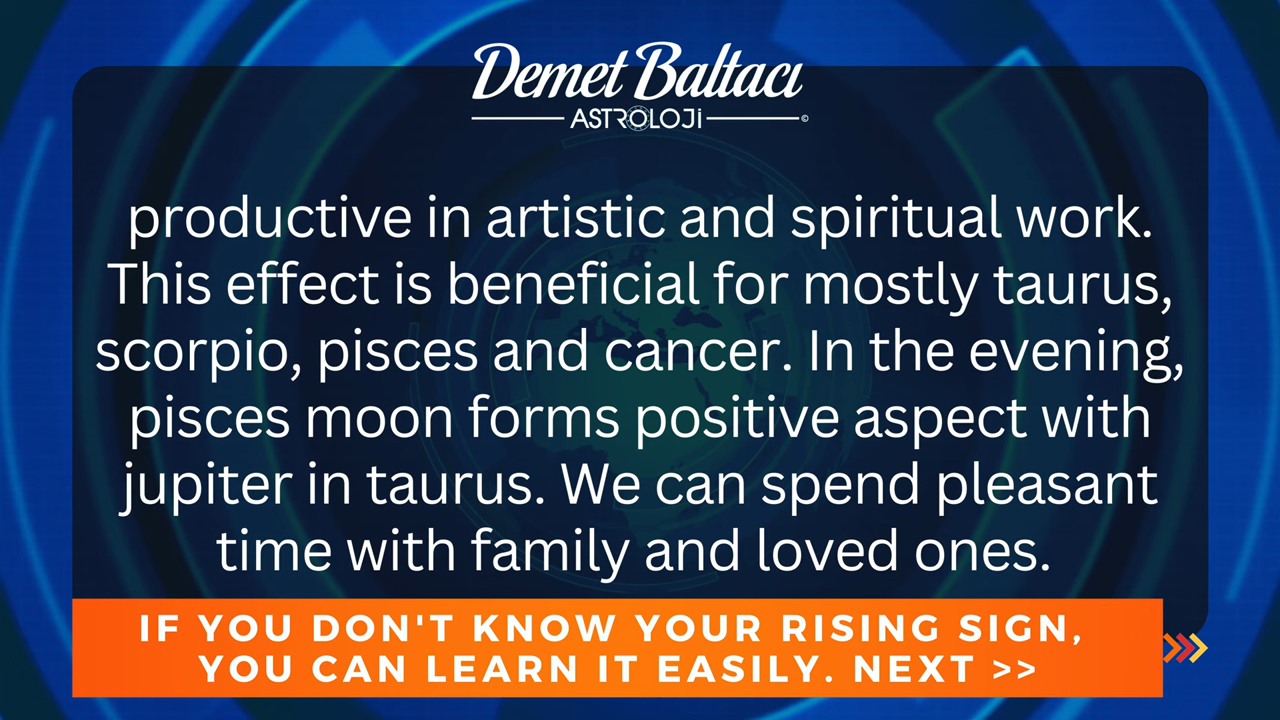 Demet Baltacı
ASTROLOJİ
©
productive in artistic and spiritual work.
This effect is beneficial for mostly taurus,
scorpio, pisces and cancer. In the evening,
pisces moon forms positive aspect with
jupiter in taurus. We can spend pleasant
time with family and loved ones.
IF YOU DON'T KNOW YOUR RISING SIGN,
YOU CAN LEARN IT EASILY. NEXT >>